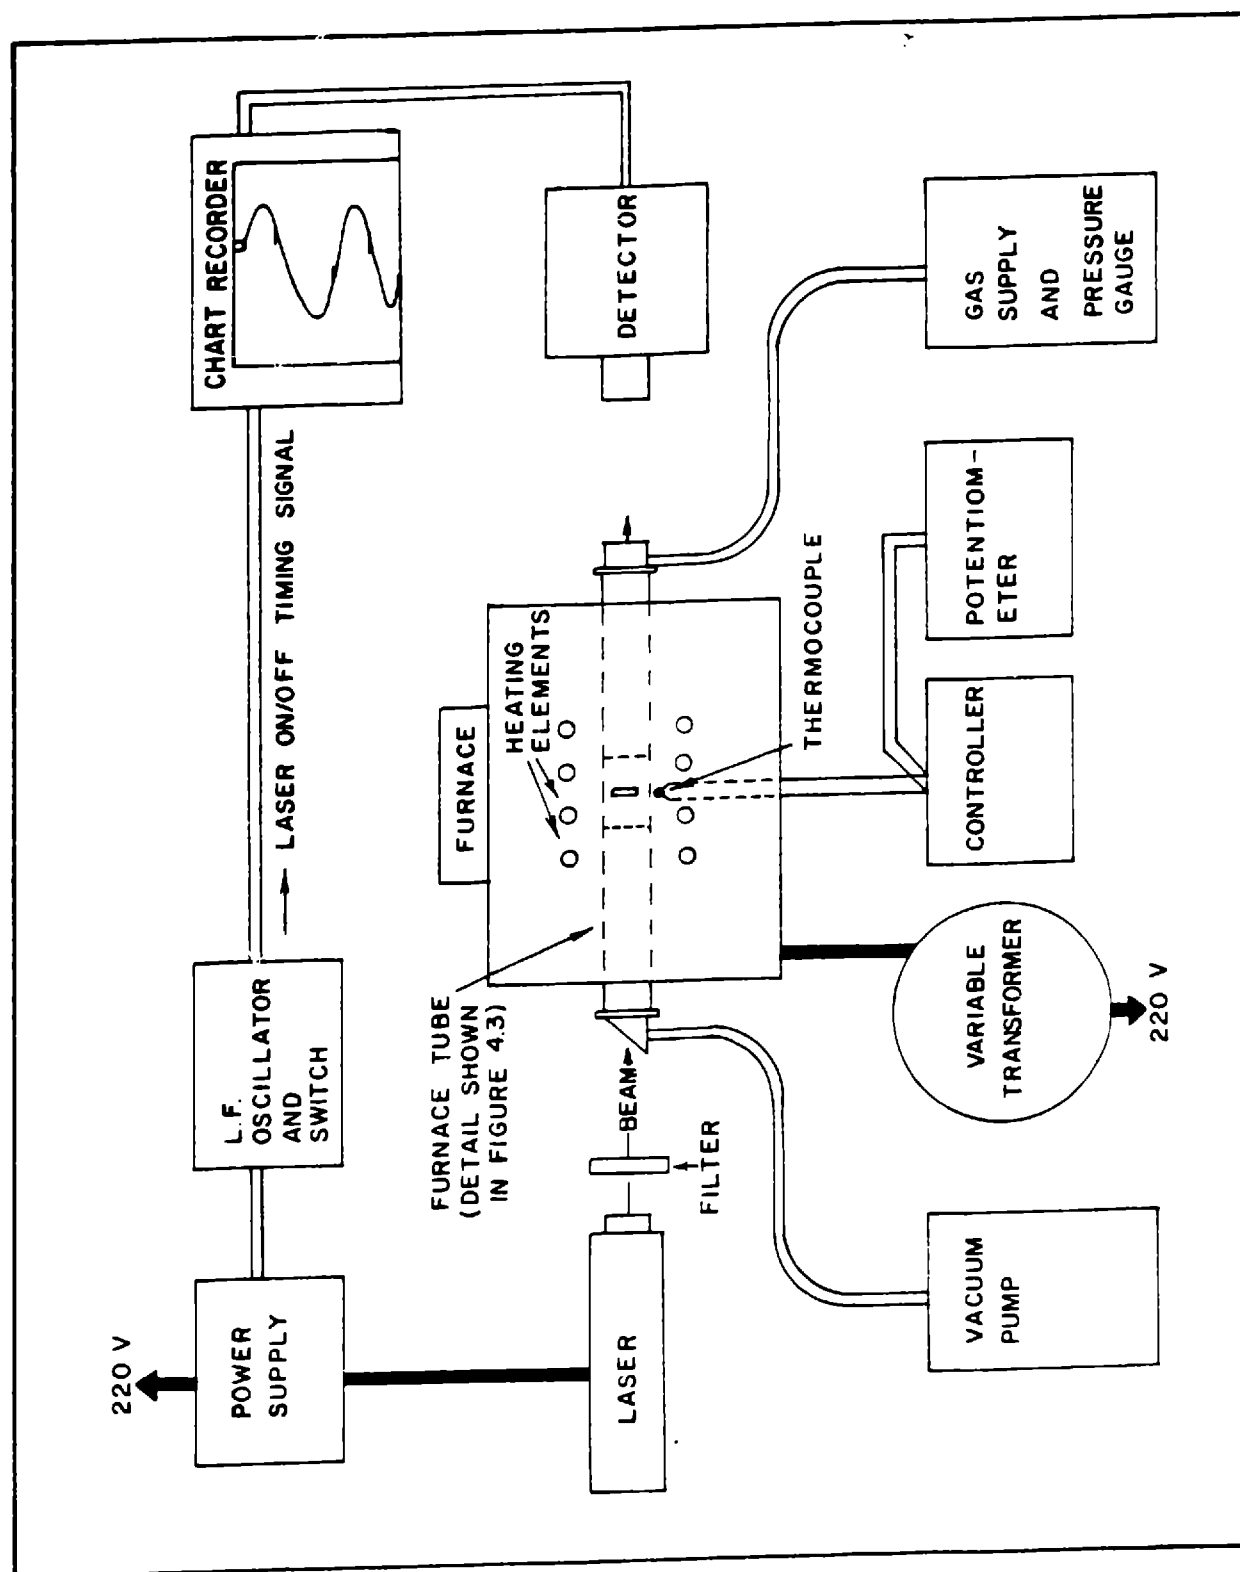 220 V
POWER
SUPPLY
L.F.
OSCILLATOR
AND
SWITCH
LASER ON/OFF TIMING SIGNAL
CHART RECORDER
FURNACE
HEATING
ELEMENTS
FURNACE TUBE
(DETAIL SHOWN
IN FIGURE 4.3)
LASER
FILTER
BEAM
DETECTOR
THERMOCOUPLE
VACUUM
PUMP
VARIABLE
TRANSFORMER
220 V
CONTROLLER
POTENTIOM-
ETER
GAS
SUPPLY
AND
PRESSURE
GAUGE